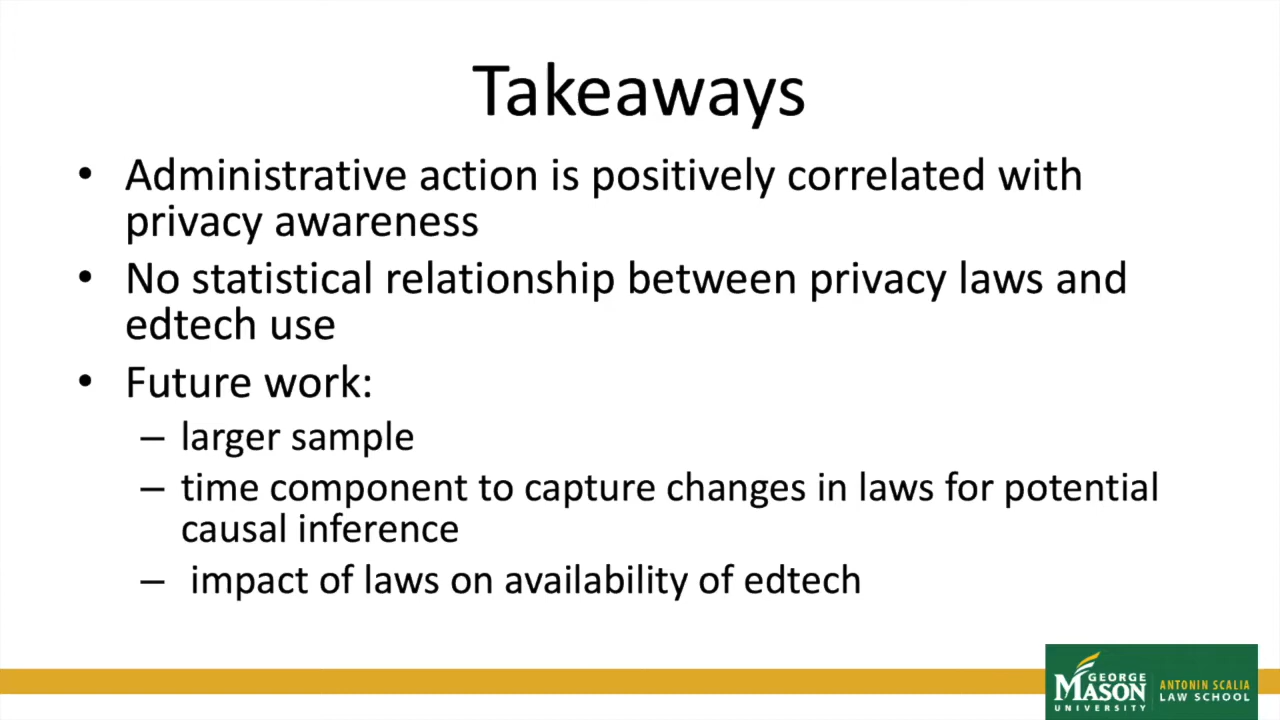 Takeaways
• Administrative action is positively correlated with
privacy awareness
• No statistical relationship between privacy laws and
edtech use
• Future work:
– larger sample
– time component to capture changes in laws for potential
causal inference
– impact of laws on availability of edtech
GEORGE
MASON
UNIVERSITY
ANTONIN SCALIA
LAW SCHOOL